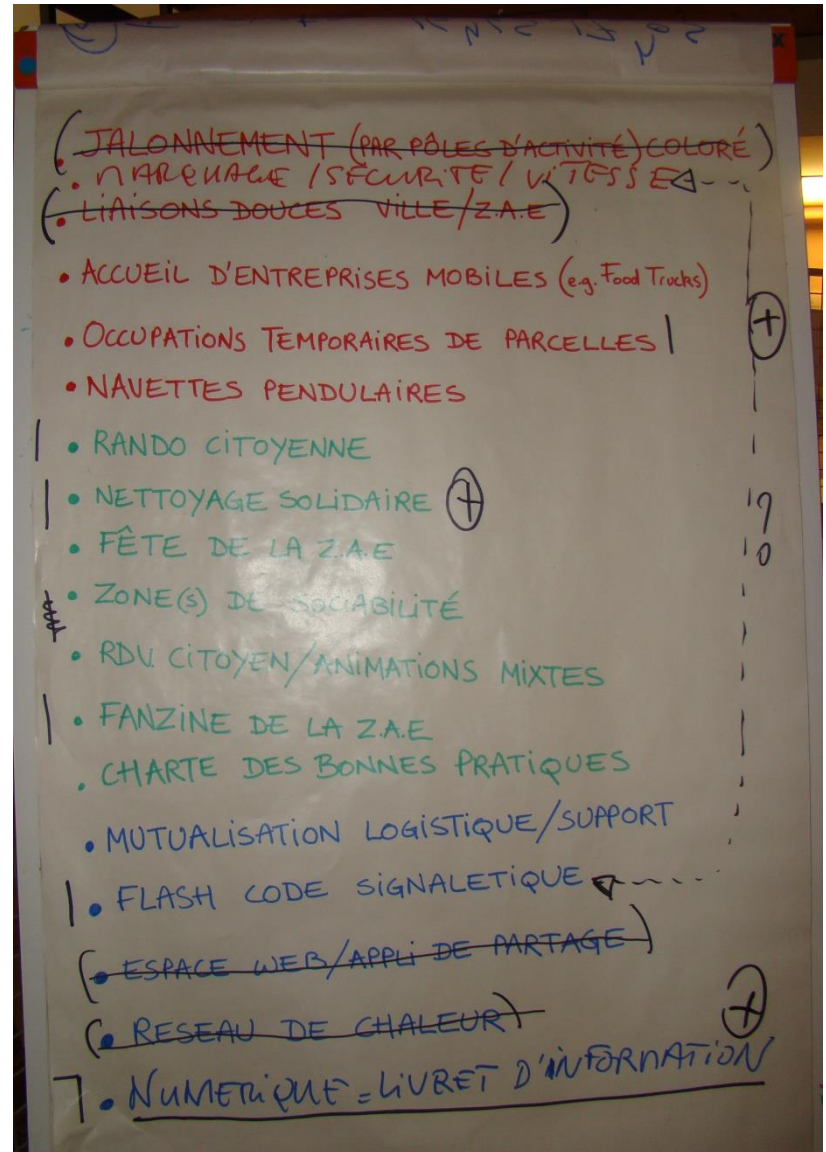 (. JALONNEMENT (PAR PÔLES D'ACTIVITÉ) COLORÉ)
. MARQUAGE / SÉCURITÉ / VITESSE
(. LIAISONS DOUCES VILLE/Z.A.E)
• ACCUEIL D'ENTREPRISES MOBILES (e.g. Food Trucks)
• OCCUPATIONS TEMPORAIRES DE PARCELLES |
+
• NAVETTES PENDULAIRES
| • RANDO CITOYENNE
| • NETTOYAGE SOLIDAIRE +
• FÊTE DE LA Z.A.E
• ZONE(S) DE SOCIABILITÉ
• RDV CITOYEN/ANIMATIONS MIXTES
| • FANZINE DE LA Z.A.E
. CHARTE DES BONNES PRATIQUES
• MUTUALISATION LOGISTIQUE/SUPPORT
| • FLASH CODE SIGNALETIQUE
(• ESPACE WEB/APPLI DE PARTAGE)
(• RESEAU DE CHALEUR)
+
• NUMERIQUE = LIVRET D'INFORMATION